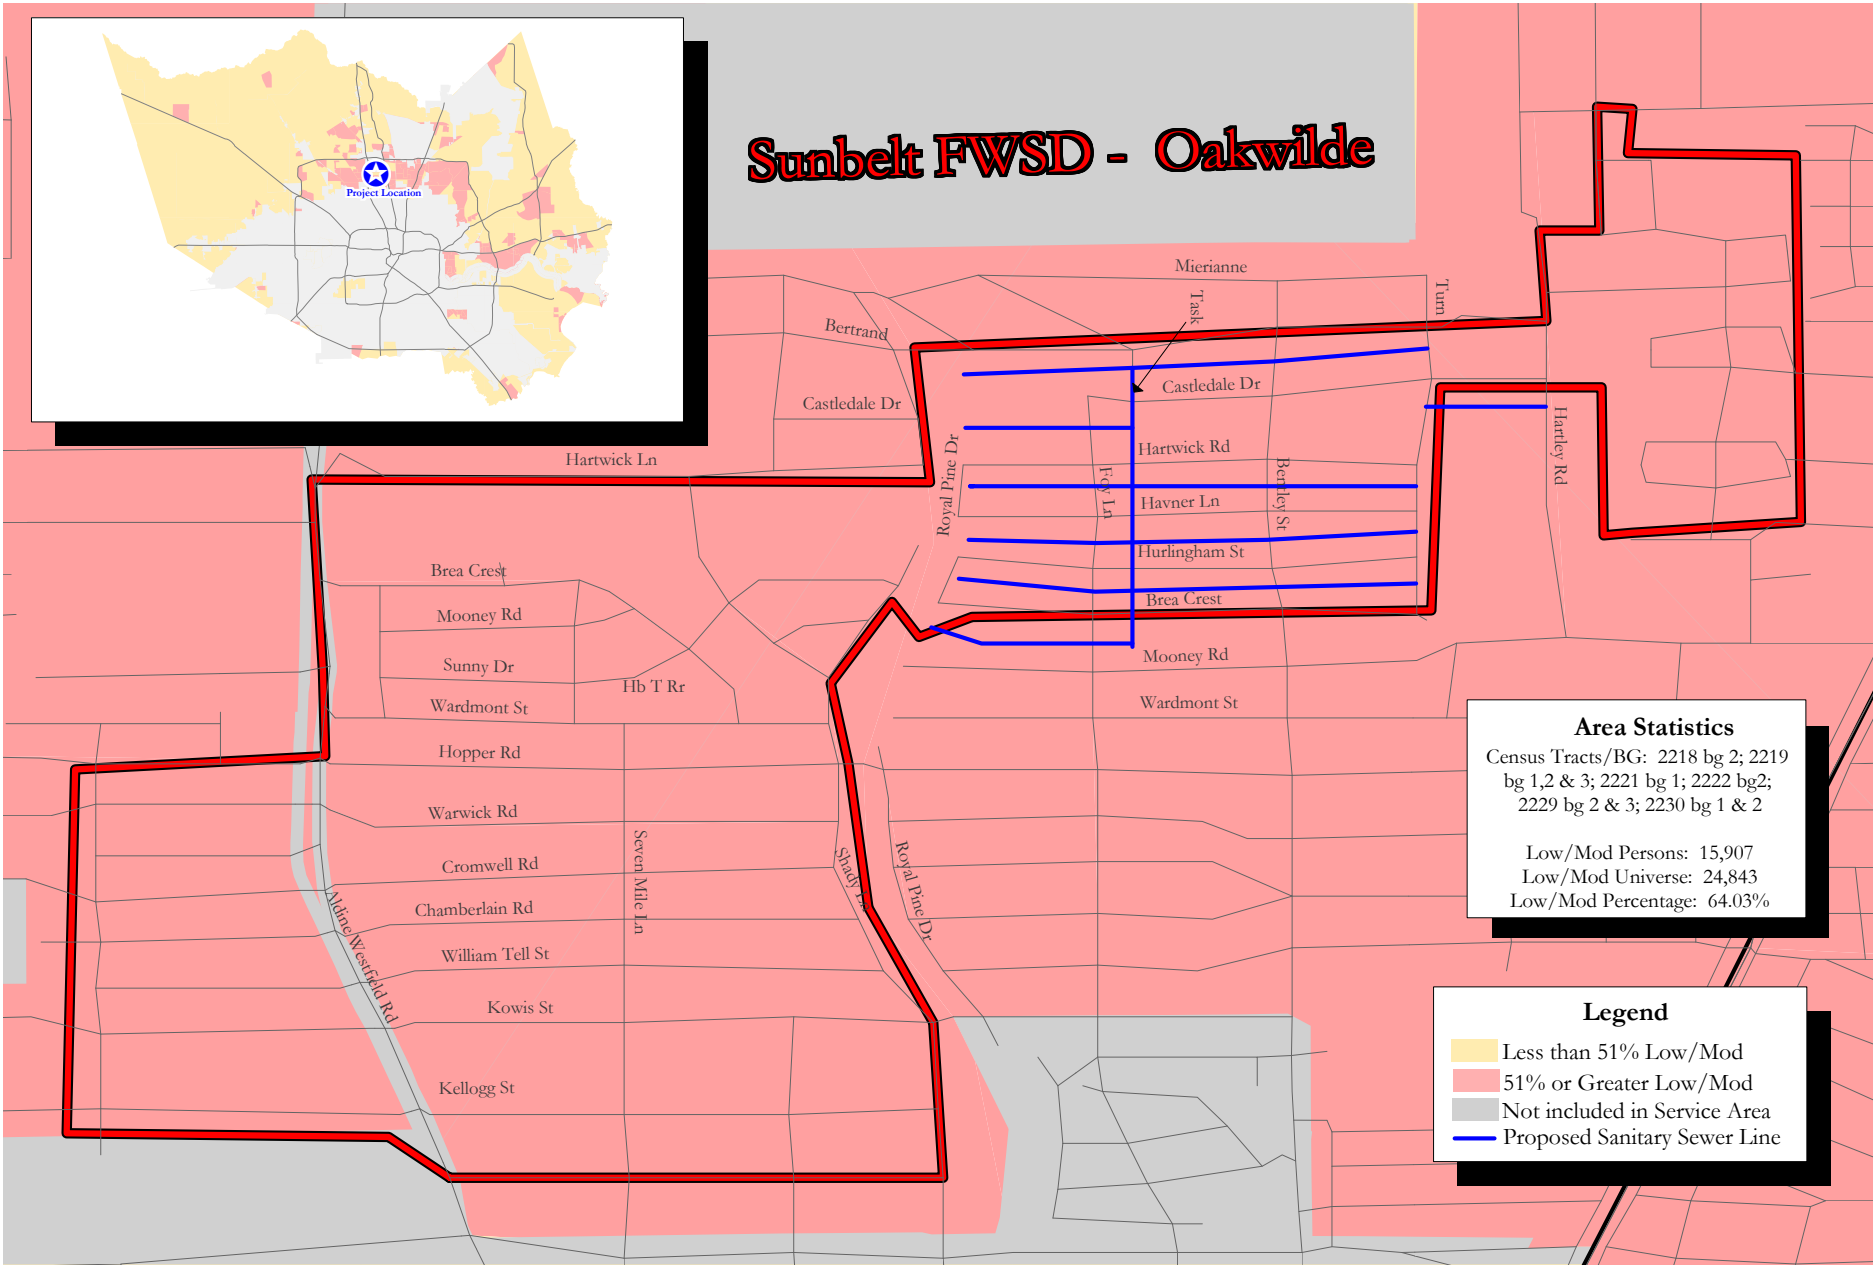 Sunbelt FWSD - Oakwilde
Project Location
Mierianne
Task
Turn
Bertrand
Castledale Dr
Castledale Dr
Hartwick Ln
Royal Pine Dr
Hartwick Rd
Foy Ln
Bentley St
Hartley Rd
Havner Ln
Hurlingham St
Brea Crest
Brea Crest
Mooney Rd
Mooney Rd
Sunny Dr
Hb T Rr
Wardmont St
Wardmont St
Hopper Rd
Warwick Rd
Seven Mile Ln
Shady Ln
Royal Pine Dr
Cromwell Rd
Aldine Westfield Rd
Chamberlain Rd
William Tell St
Kowis St
Kellogg St
Area Statistics
Census Tracts/BG: 2218 bg 2; 2219
bg 1,2 & 3; 2221 bg 1; 2222 bg2;
2229 bg 2 & 3; 2230 bg 1 & 2
Low/Mod Persons: 15,907
Low/Mod Universe: 24,843
Low/Mod Percentage: 64.03%
Legend
Less than 51% Low/Mod
51% or Greater Low/Mod
Not included in Service Area
Proposed Sanitary Sewer Line